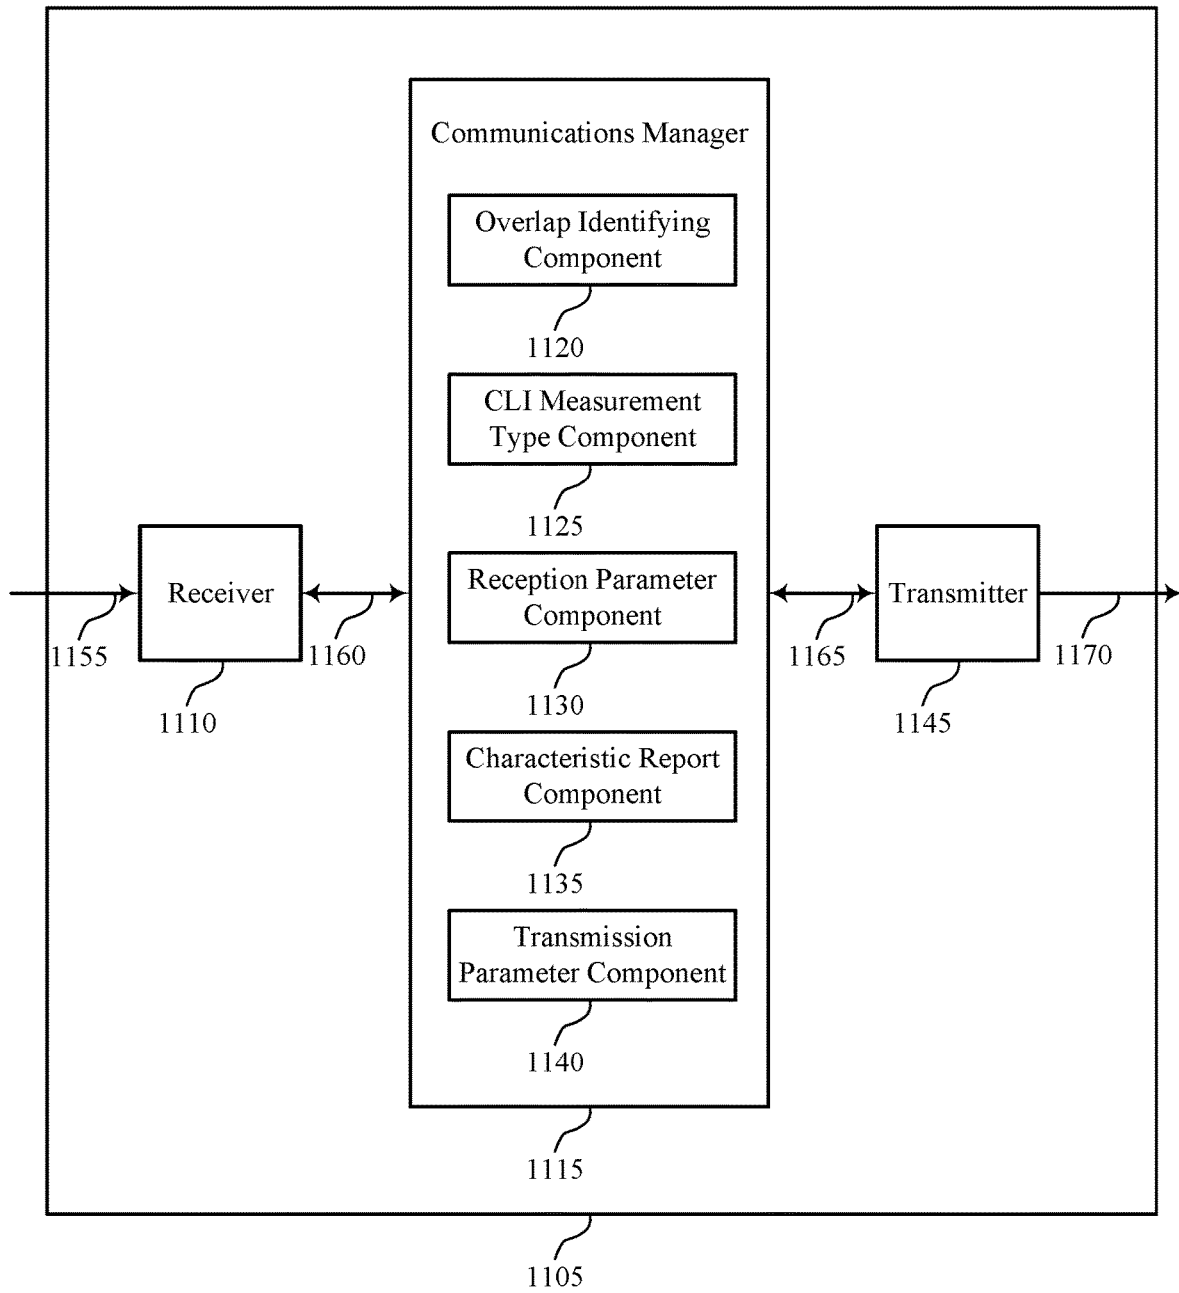 Communications Manager
Overlap Identifying
Component
1120
CLI Measurement
Type Component
1125
Receiver
1155
1110
1160
Reception Parameter
Component
1130
1165
Transmitter
1170
1145
Characteristic Report
Component
1135
Transmission
Parameter Component
1140
1115
1105